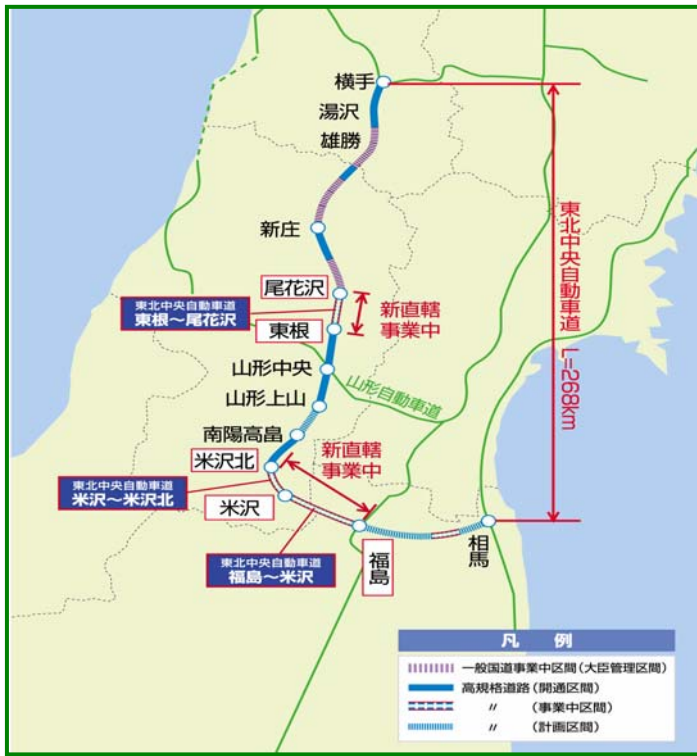 横手
湯沢
雄勝
新庄
尾花沢
東北中央自動車道
東根～尾花沢
東根
新直轄
事業中
山形中央
山形自動車道
山形上山
南陽高畠
新直轄
事業中
米沢北
東北中央自動車道
米沢～米沢北
米沢
東北中央自動車道
福島～米沢
福島
相馬
東北中央自動車道 L=268km
凡 例
一般国道事業中区間(大臣管理区間)
高規格道路(開通区間)
〃 (事業中区間)
〃 (計画区間)